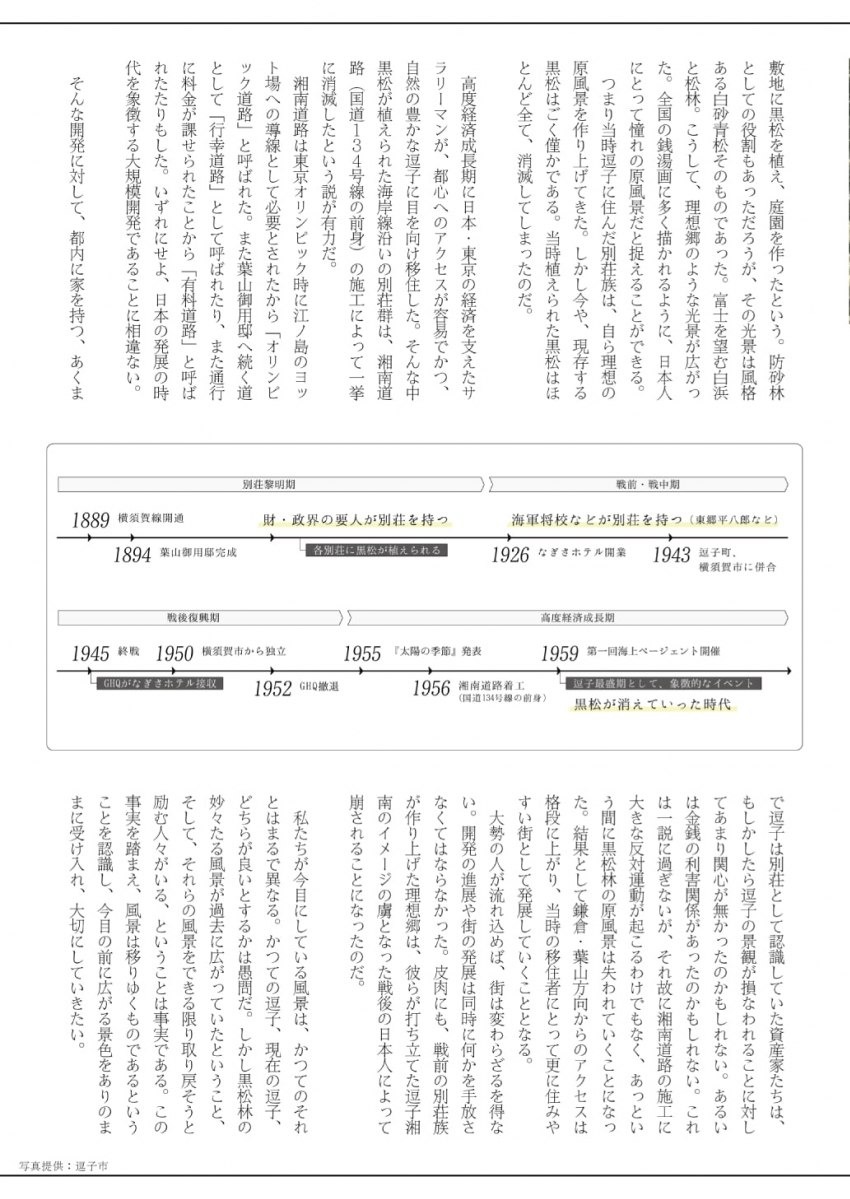 敷地に黒松を植え、庭園を作ったという。防砂林
としての役割もあっただろうが、その光景は風格
ある白砂青松そのものであった。富士を望む白浜
と松林。こうして、理想郷のような光景が広がっ
た。全国の銭湯画に多く描かれるように、日本人
にとって憧れの原風景だと捉えることができる。
つまり当時逗子に住んだ別荘族は、自ら理想の
原風景を作り上げてきた。しかし今や、現存する
黒松はごく僅かである。当時植えられた黒松はほ
とんど全て、消滅してしまったのだ。
高度経済成長期に日本・東京の経済を支えたサ
ラリーマンが、都心へのアクセスが容易でかつ、
自然の豊かな逗子に目を向け移住した。そんな中
黒松が植えられた海岸線沿いの別荘群は、湘南道
路（国道134号線の前身）の施工によって一挙
に消滅したという説が有力だ。
湘南道路は東京オリンピック時に江ノ島のヨッ
ト場への導線として必要とされたから「オリンピ
ック道路」と呼ばれた。また葉山御用邸へ続く道
として「行幸道路」として呼ばれたり、また通行
に料金が課せられたことから「有料道路」と呼ば
れたたりもした。いずれにせよ、日本の発展の時
代を象徴する大規模開発であることに相違ない。
そんな開発に対して、都内に家を持つ、あくま
別荘黎明期
戦前・戦中期
1889 横須賀線開通
財・政界の要人が別荘を持つ
海軍将校などが別荘を持つ（東郷平八郎など）
1894 葉山御用邸完成
各別荘に黒松が植えられる
1926 なぎさホテル開業
1943 逗子町、
横須賀市に併合
戦後復興期
高度経済成長期
1945 終戦
1950 横須賀市から独立
1955 『太陽の季節』発表
1959 第一回海上ページェント開催
GHQがなぎさホテル接収
1952 GHQ撤退
1956 湘南道路着工
（国道134号線の前身）
逗子最盛期として、象徴的なイベント
黒松が消えていった時代
で逗子は別荘として認識していた資産家たちは、
もしかしたら逗子の景観が損なわれることに対し
てあまり関心が無かったのかもしれない。あるい
は金銭の利害関係があったのかもしれない。これ
は一説に過ぎないが、それ故に湘南道路の施工に
大きな反対運動が起こるわけでもなく、あっとい
う間に黒松林の原風景は失われていくことになっ
た。結果として鎌倉・葉山方向からのアクセスは
格段に上がり、当時の移住者にとって更に住みや
すい街として発展していくこととなる。
大勢の人が流れ込めば、街は変わらざるを得な
い。開発の進展や街の発展は同時に何かを手放さ
なくてはならなかった。皮肉にも、戦前の別荘族
が作り上げた理想郷は、彼らが打ち立てた逗子湘
南のイメージの虜となった戦後の日本人によって
崩されることになったのだ。
私たちが今目にしている風景は、かつてのそれ
とはまるで異なる。かつての逗子、現在の逗子、
どちらが良いとするかは愚問だ。しかし黒松林の
妙々たる風景が過去に広がっていたということ、
そして、それらの風景をできる限り取り戻そうと
励む人々がいる、ということは事実である。この
事実を踏まえ、風景は移りゆくものであるという
ことを認識し、今目の前に広がる景色をありのま
まに受け入れ、大切にしていきたい。
写真提供：逗子市